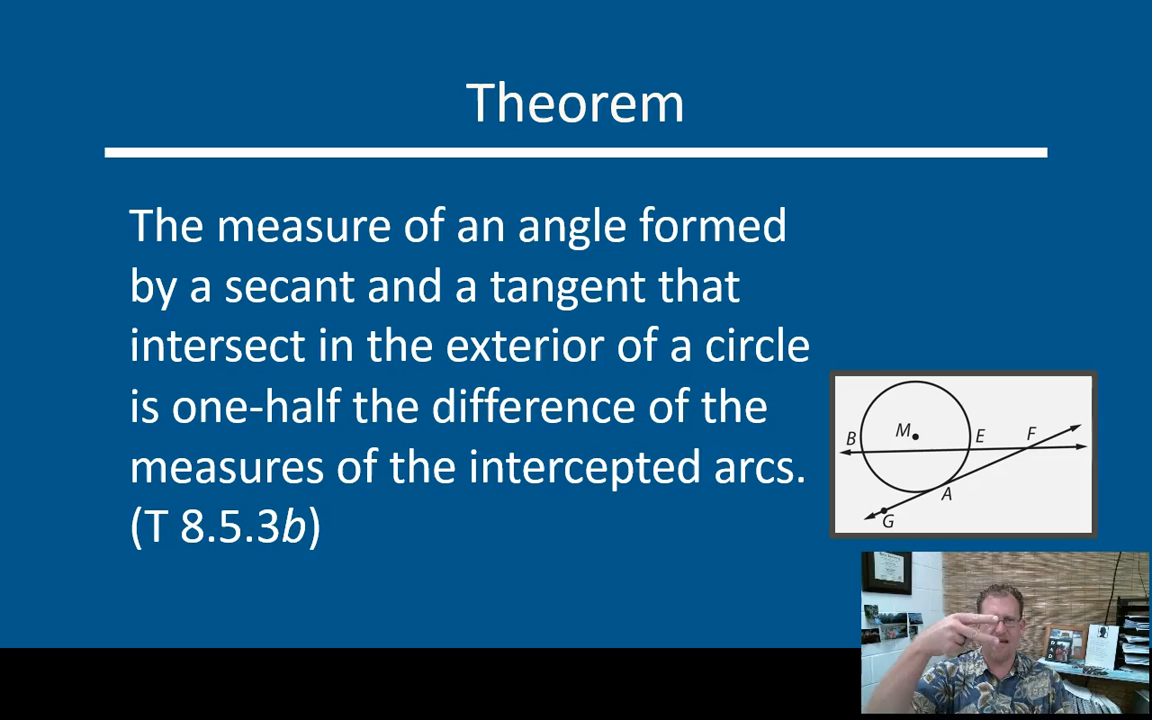 Theorem
The measure of an angle formed
by a secant and a tangent that
intersect in the exterior of a circle
is one-half the difference of the
measures of the intercepted arcs.
(T 8.5.3b)
B
M
E
F
A
G